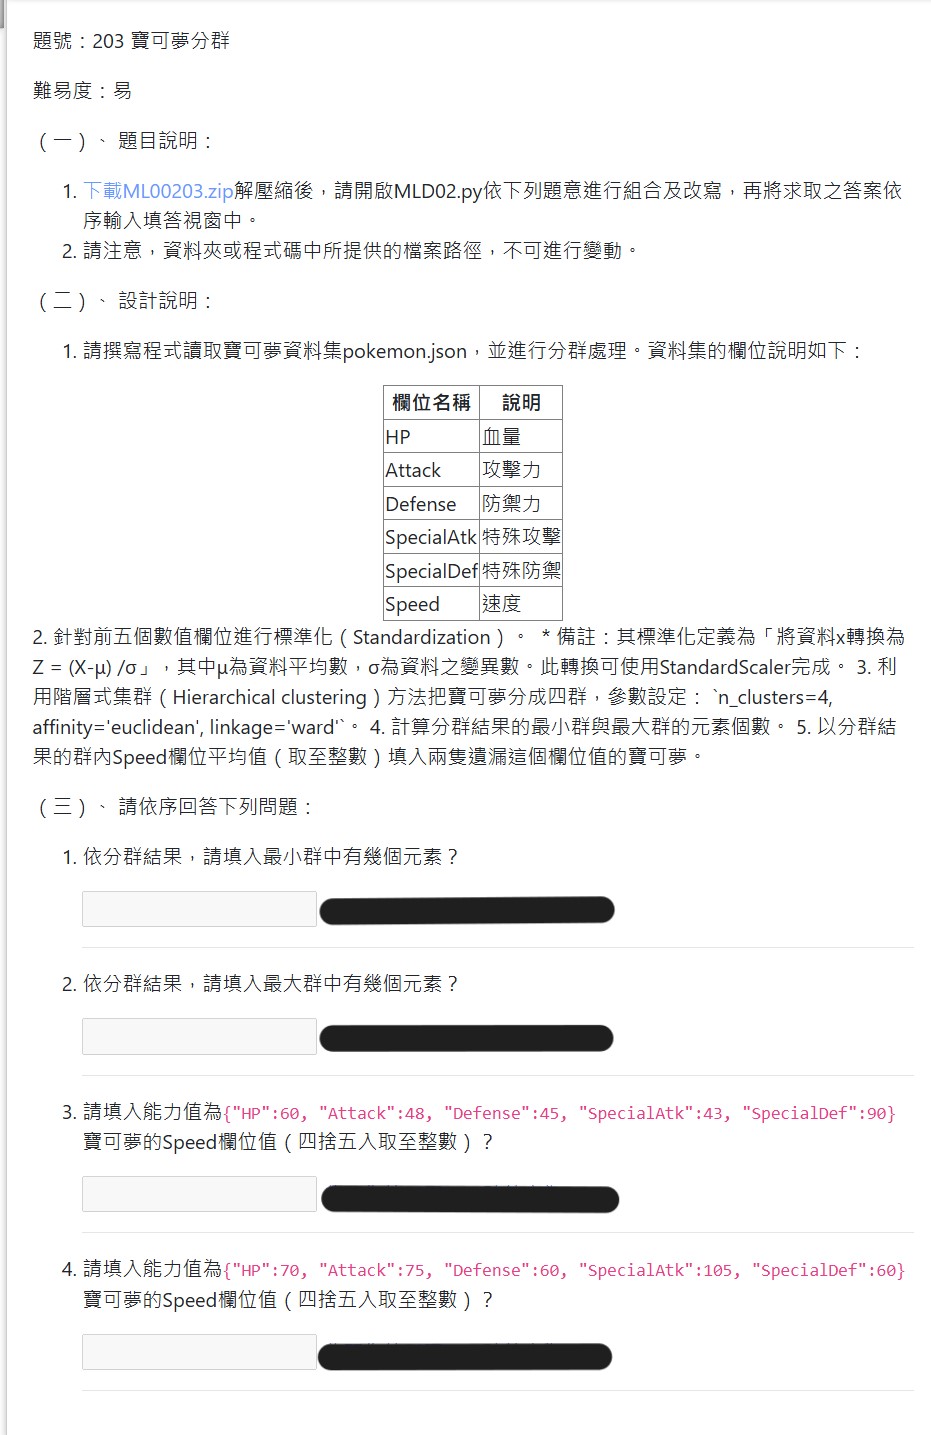 題號：203 寶可夢分群
難易度：易
（一）、 題目說明：
1. 下載ML00203.zip解壓縮後，請開啟MLD02.py依下列題意進行組合及改寫，再將求取之答案依
序輸入填答視窗中。
2. 請注意，資料夾或程式碼中所提供的檔案路徑，不可進行變動。
（二）、 設計說明：
1. 請撰寫程式讀取寶可夢資料集pokemon.json，並進行分群處理。資料集的欄位說明如下：
欄位名稱 說明
HP 血量
Attack 攻擊力
Defense 防禦力
SpecialAtk 特殊攻擊
SpecialDef 特殊防禦
Speed 速度
2. 針對前五個數值欄位進行標準化（Standardization）。 * 備註：其標準化定義為「將資料x轉換為
Z = (X-μ) /σ」，其中μ為資料平均數，σ為資料之變異數。此轉換可使用StandardScaler完成。 3. 利
用階層式集群（Hierarchical clustering）方法把寶可夢分成四群，參數設定： `n_clusters=4,
affinity='euclidean', linkage='ward'`。 4. 計算分群結果的最小群與最大群的元素個數。 5. 以分群結
果的群內Speed欄位平均值（取至整數）填入兩隻遺漏這個欄位值的寶可夢。
（三）、 請依序回答下列問題：
1. 依分群結果，請填入最小群中有幾個元素？
2. 依分群結果，請填入最大群中有幾個元素？
3. 請填入能力值為{"HP":60, "Attack":48, "Defense":45, "SpecialAtk":43, "SpecialDef":90}
寶可夢的Speed欄位值（四捨五入取至整數）？
4. 請填入能力值為{"HP":70, "Attack":75, "Defense":60, "SpecialAtk":105, "SpecialDef":60}
寶可夢的Speed欄位值（四捨五入取至整數）？